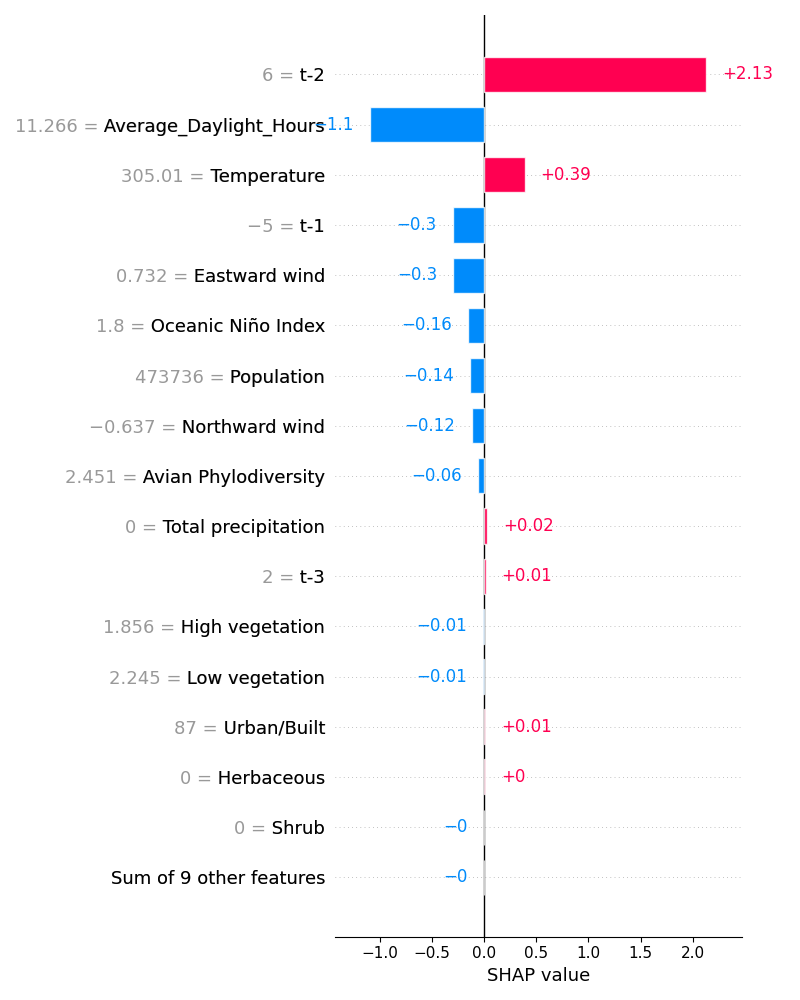 6 = t-2 +2.13
11.266 = Average_Daylight_Hours −1.1
305.01 = Temperature +0.39
−5 = t-1 −0.3
0.732 = Eastward wind −0.3
1.8 = Oceanic Niño Index −0.16
473736 = Population −0.14
−0.637 = Northward wind −0.12
2.451 = Avian Phylodiversity −0.06
0 = Total precipitation +0.02
2 = t-3 +0.01
1.856 = High vegetation −0.01
2.245 = Low vegetation −0.01
87 = Urban/Built +0.01
0 = Herbaceous +0
0 = Shrub −0
Sum of 9 other features −0
−1.0 −0.5 0.0 0.5 1.0 1.5 2.0
SHAP value